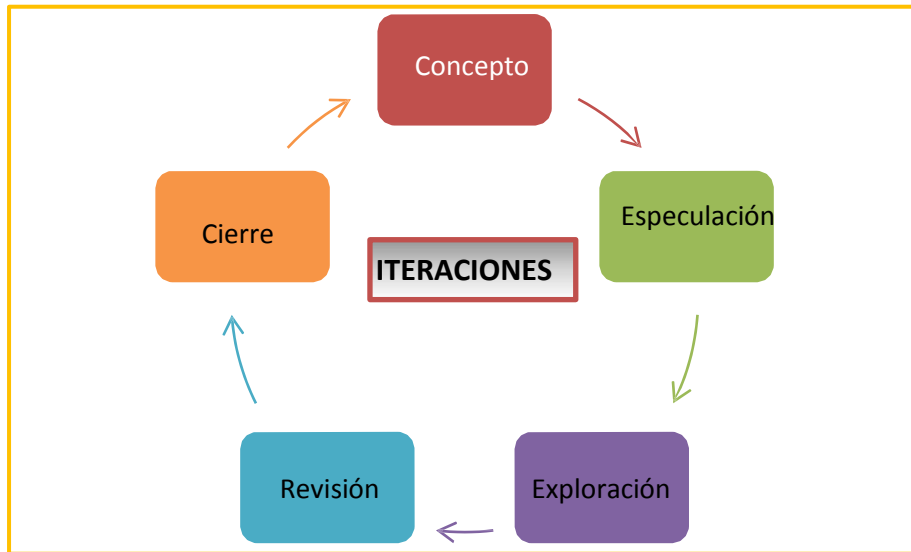 Concepto
Especulación
Exploración
Revisión
Cierre
ITERACIONES